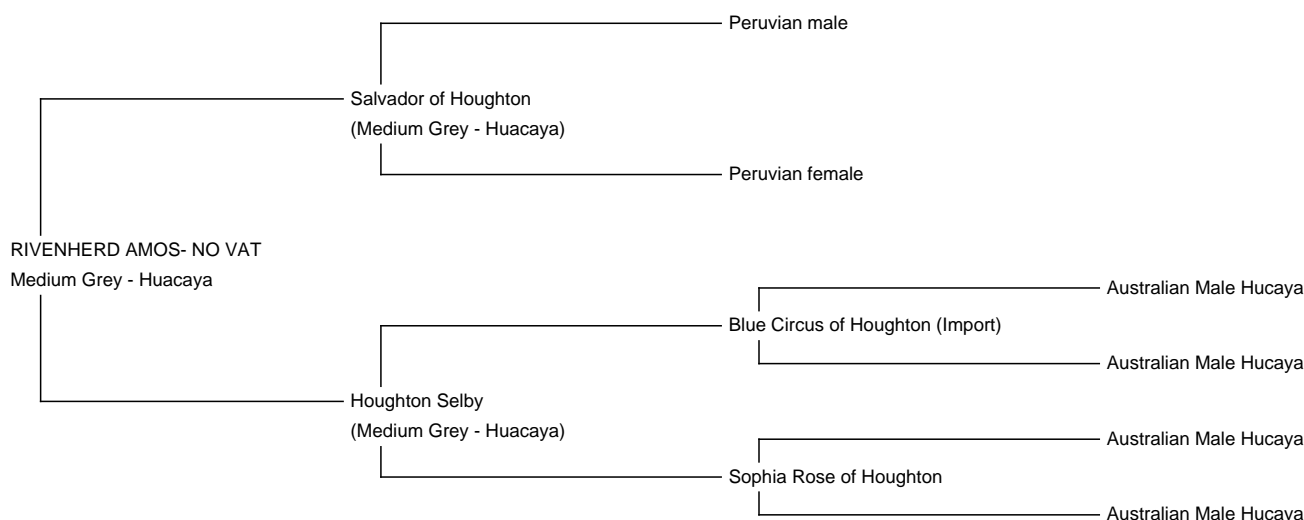 Peruvian male
Salvador of Houghton
(Medium Grey - Huacaya)
Peruvian female
RIVENHERD AMOS- NO VAT
Medium Grey - Huacaya
Australian Male Hucaya
Blue Circus of Houghton (Import)
Australian Male Hucaya
Houghton Selby
(Medium Grey - Huacaya)
Australian Male Hucaya
Sophia Rose of Houghton
Australian Male Hucaya